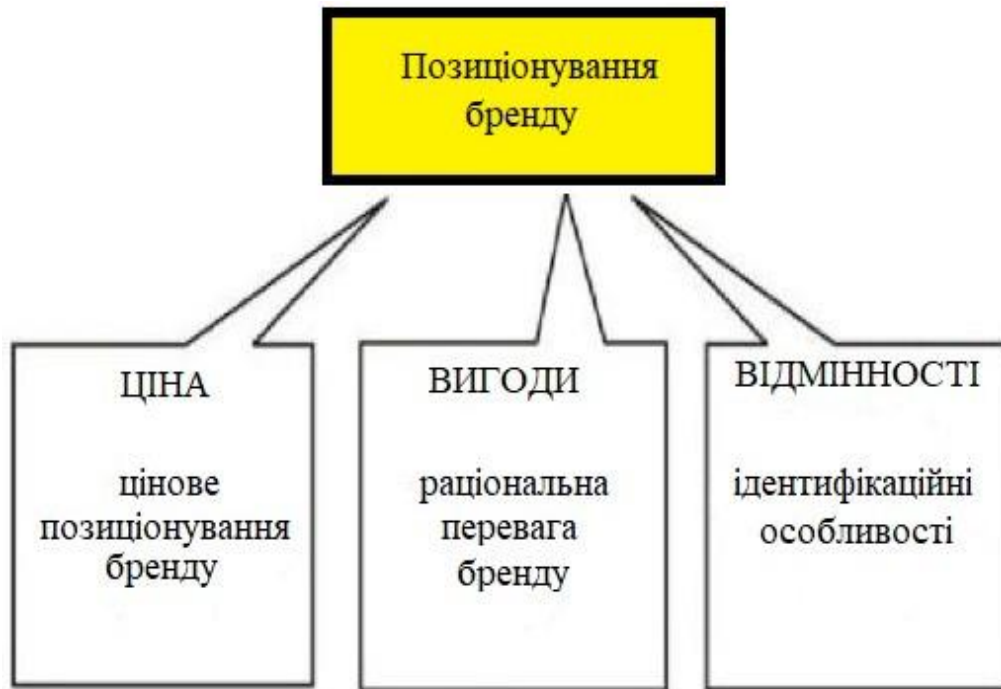 Позиціонування
бренду
ЦІНА
цінове
позиціонування
бренду
ВИГОДИ
раціональна
перевага
бренду
ВІДМІННОСТІ
ідентифікаційні
особливості